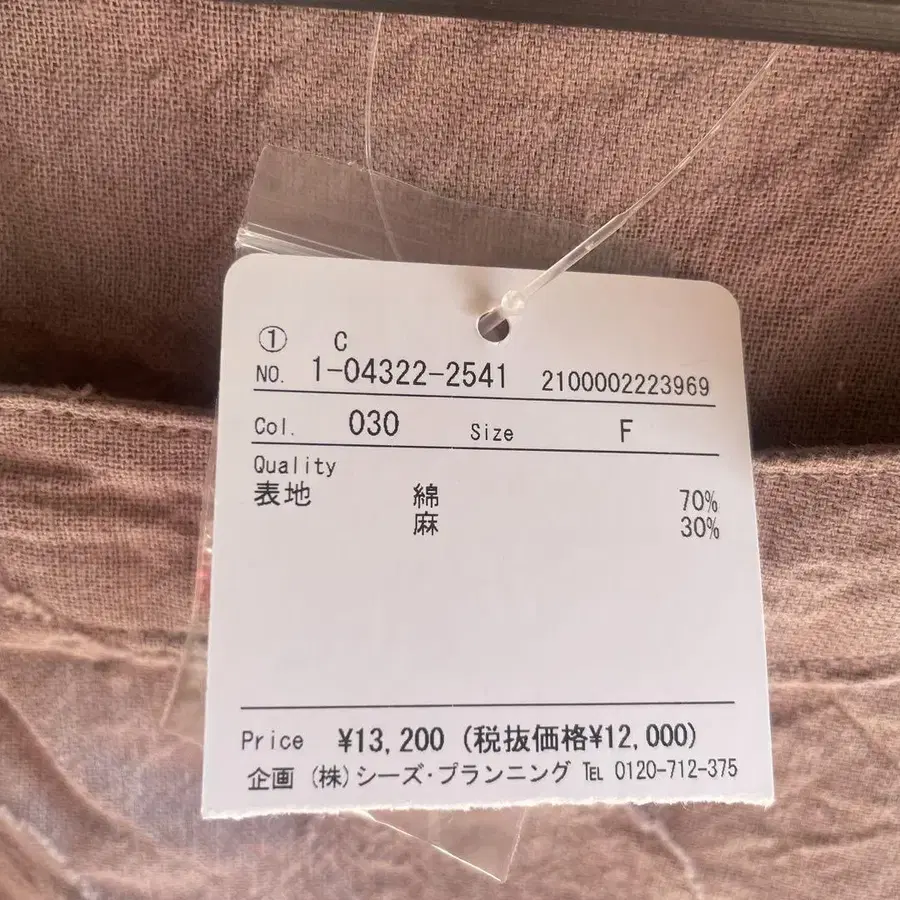 ① C
NO. 1-04322-2541 2100002223969
Col. 030 Size F
Quality
表地 綿 70%
麻 30%
Price ¥13,200 (税抜価格¥12,000)
企画 (株)シーズ・プランニング ℡ 0120-712-375